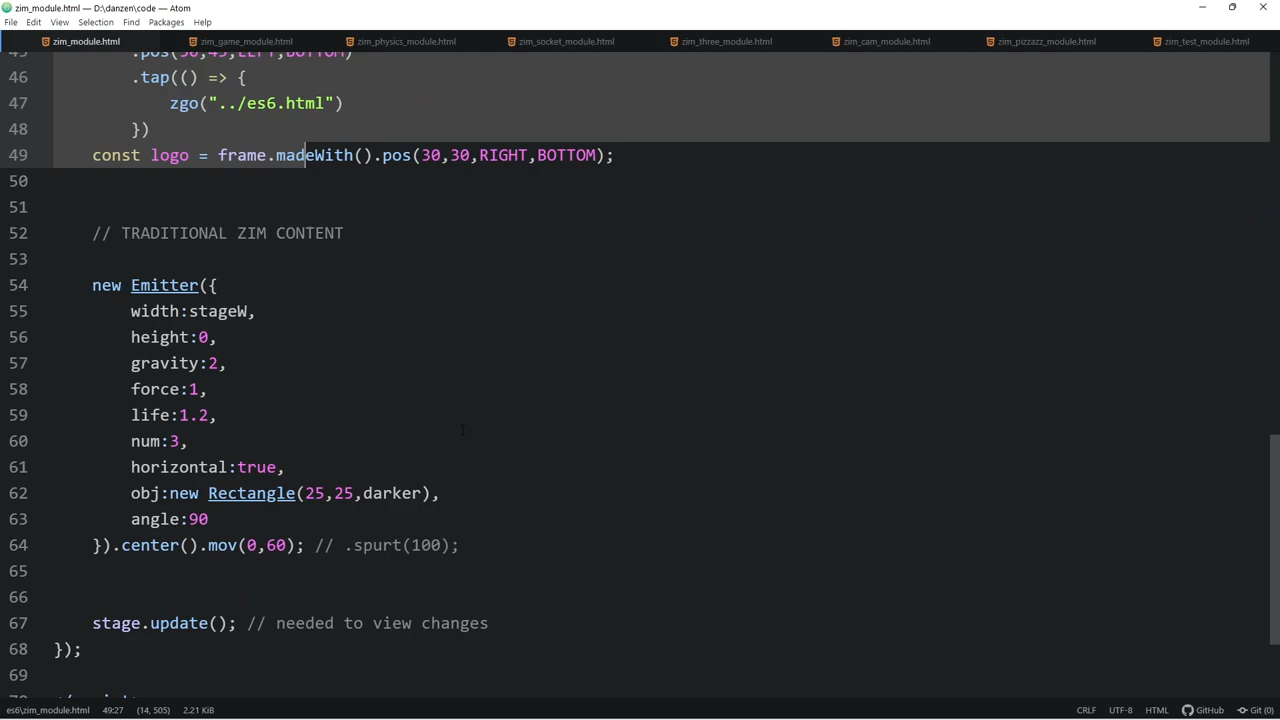 zim_module.html — D:\danzen\code — Atom
File Edit View Selection Find Packages Help
zim_module.html zim_game_module.html zim_physics_module.html zim_socket_module.html zim_three_module.html zim_cam_module.html zim_pizzazz_module.html zim_test_module.html
45 .pos(50,45,LEFT,BOTTOM)
46 .tap(() => {
47 zgo("../es6.html")
48 })
49 const logo = frame.madeWith().pos(30,30,RIGHT,BOTTOM);
50
51
52 // TRADITIONAL ZIM CONTENT
53
54 new Emitter({
55 width:stageW,
56 height:0,
57 gravity:2,
58 force:1,
59 life:1.2,
60 num:3,
61 horizontal:true,
62 obj:new Rectangle(25,25,darker),
63 angle:90
64 }).center().mov(0,60); // .spurt(100);
65
66
67 stage.update(); // needed to view changes
68 });
69
es6\zim_module.html 49:27 (14, 505) 2.21 KiB CRLF UTF-8 HTML GitHub Git (0)